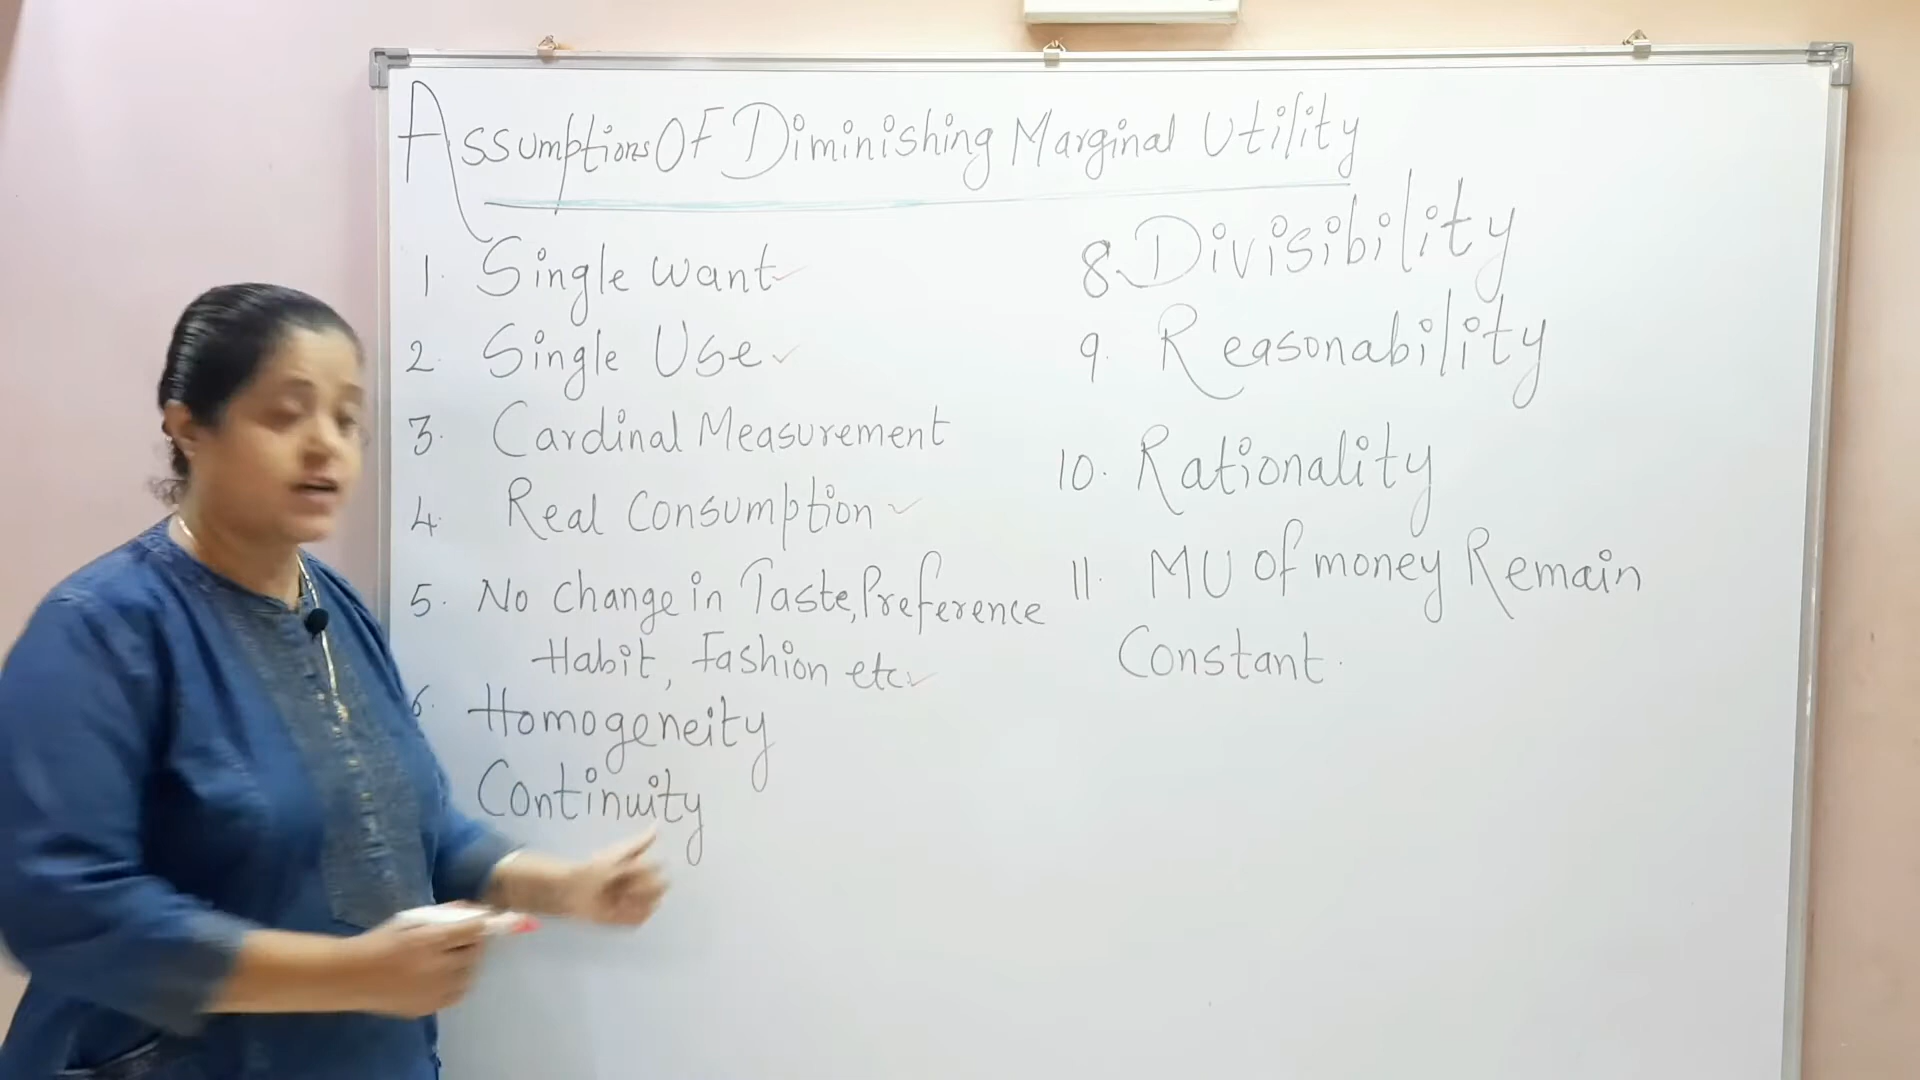 Assumptions Of Diminishing Marginal Utility
1. Single want
2. Single Use
3. Cardinal Measurement
4. Real Consumption
5. No Change in Taste, Preference
Habit, Fashion etc
6. Homogeneity
Continuity
8. Divisibility
9. Reasonability
10. Rationality
11. MU Of money Remain
Constant.